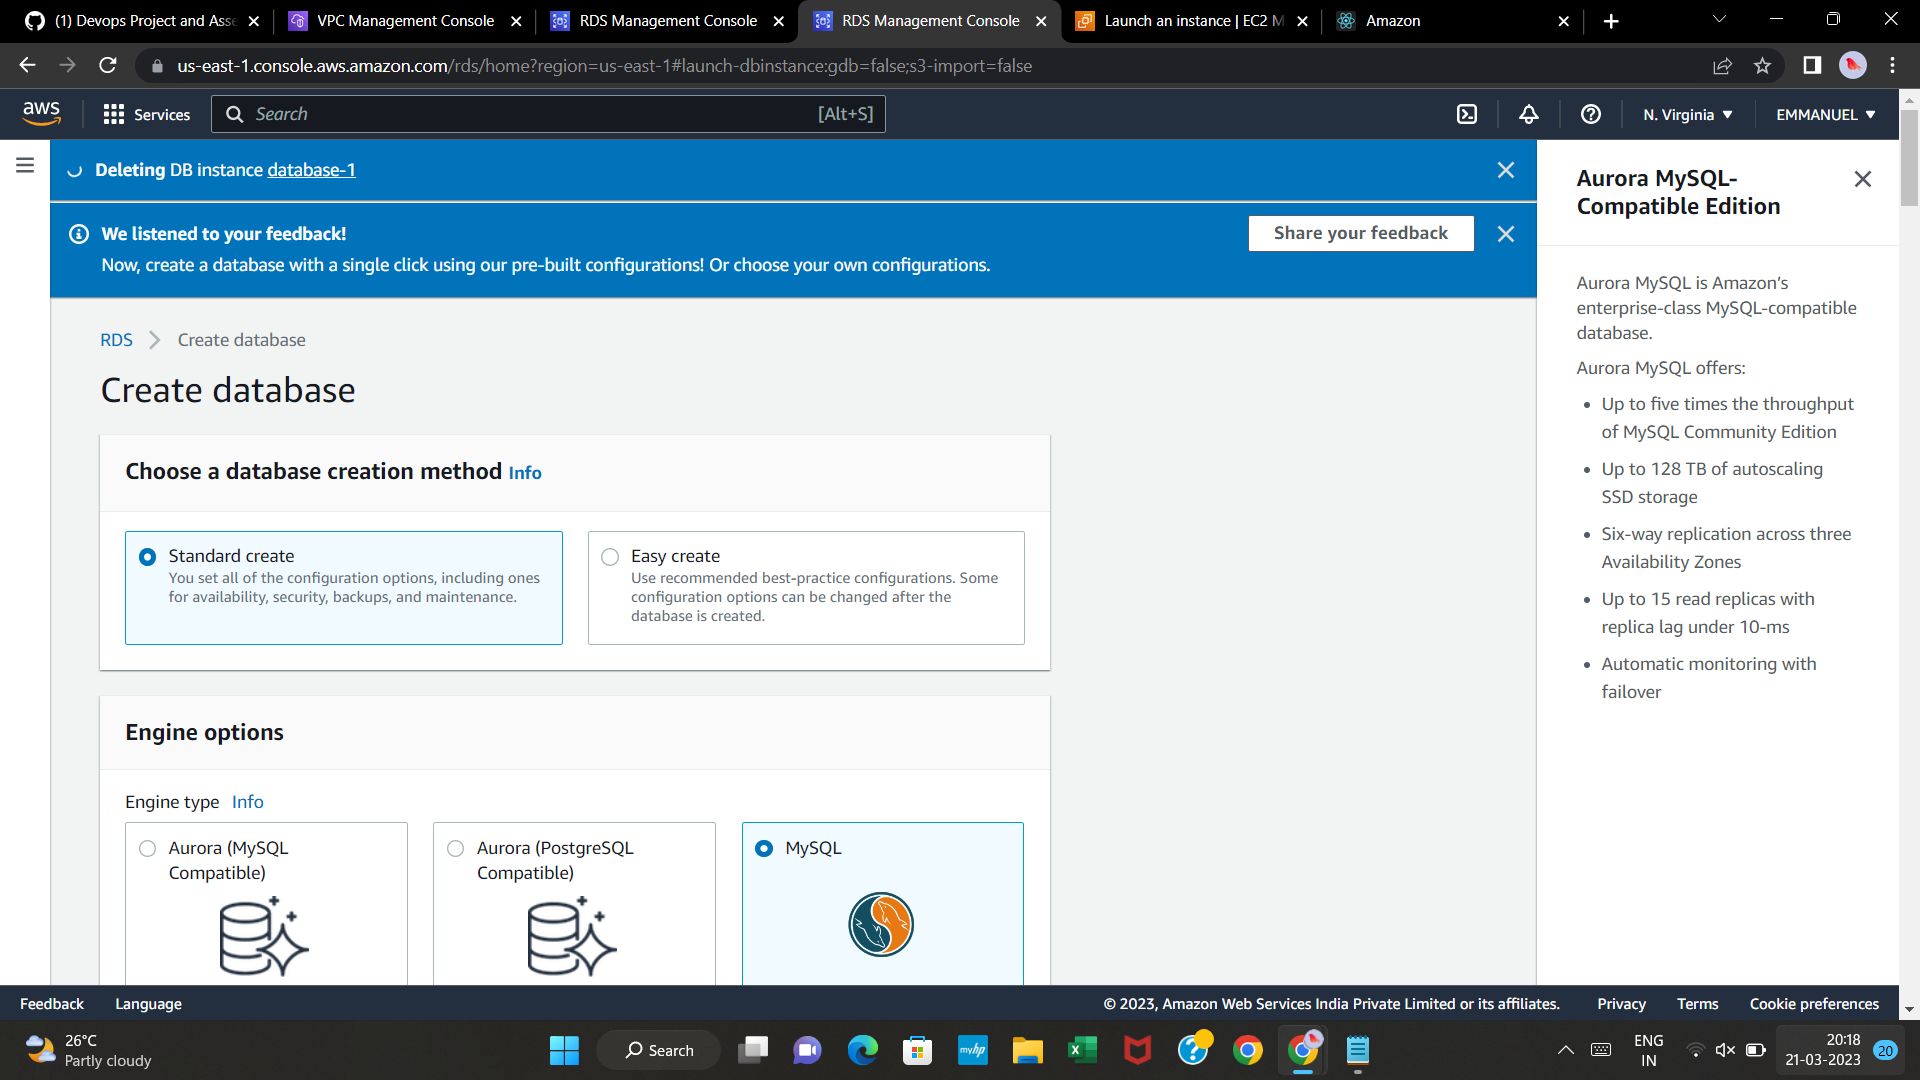 (1) Devops Project and Asse
VPC Management Console
RDS Management Console
RDS Management Console
Launch an instance | EC2 M
Amazon
us-east-1.console.aws.amazon.com/rds/home?region=us-east-1#launch-dbinstance:gdb=false;s3-import=false
aws
Services
Search
[Alt+S]
N. Virginia
EMMANUEL
Deleting DB instance database-1
We listened to your feedback!
Now, create a database with a single click using our pre-built configurations! Or choose your own configurations.
Share your feedback
RDS
Create database
Create database
Choose a database creation method Info
Standard create
You set all of the configuration options, including ones
for availability, security, backups, and maintenance.
Easy create
Use recommended best-practice configurations. Some
configuration options can be changed after the
database is created.
Engine options
Engine type Info
Aurora (MySQL
Compatible)
Aurora (PostgreSQL
Compatible)
MySQL
Aurora MySQL-
Compatible Edition
Aurora MySQL is Amazon's
enterprise-class MySQL-compatible
database.
Aurora MySQL offers:
Up to five times the throughput
of MySQL Community Edition
Up to 128 TB of autoscaling
SSD storage
Six-way replication across three
Availability Zones
Up to 15 read replicas with
replica lag under 10-ms
Automatic monitoring with
failover
Feedback
Language
© 2023, Amazon Web Services India Private Limited or its affiliates.
Privacy
Terms
Cookie preferences
26°C
Partly cloudy
Search
myhp
ENG
IN
20:18
21-03-2023
20